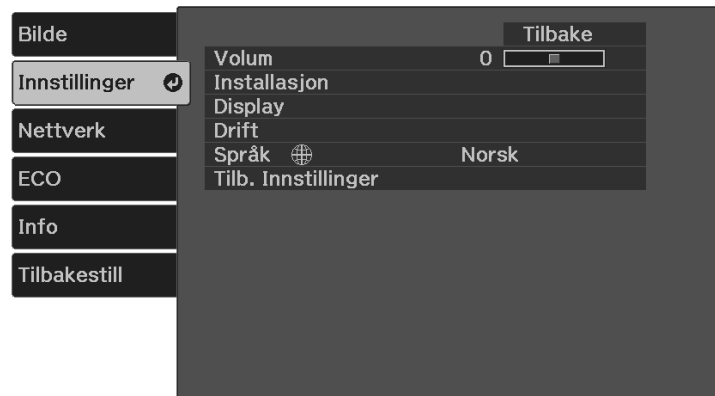 Bilde
Innstillinger
Nettverk
ECO
Info
Tilbakestill
Tilbake
Volum 0
Installasjon
Display
Drift
Språk Norsk
Tilb. Innstillinger